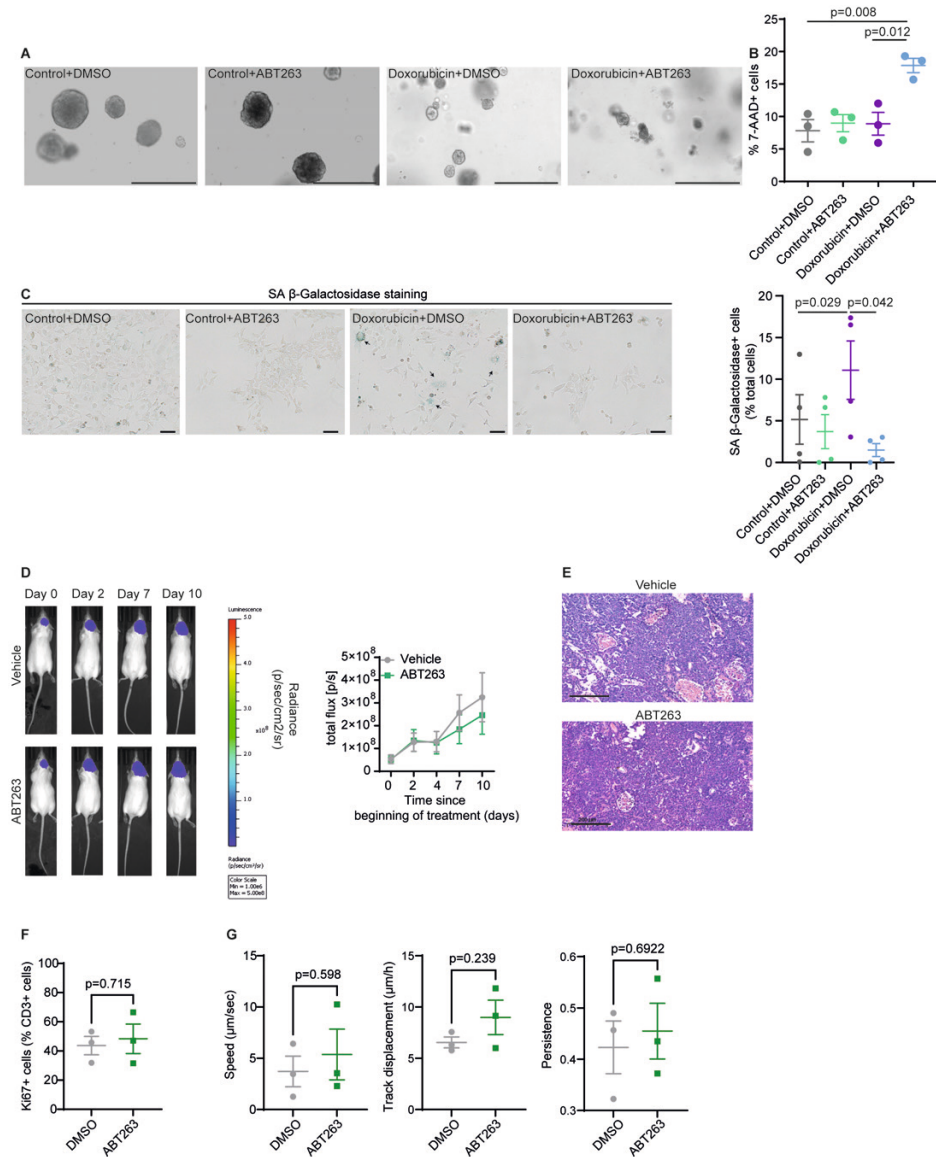 A
Control+DMSO
Control+ABT263
Doxorubicin+DMSO
Doxorubicin+ABT263
B
p=0.008
p=0.012
% 7-AAD+ cells
25
20
15
10
5
0
Control+DMSO
Control+ABT263
Doxorubicin+DMSO
Doxorubicin+ABT263
C
SA β-Galactosidase staining
Control+DMSO
Control+ABT263
Doxorubicin+DMSO
Doxorubicin+ABT263
p=0.029
p=0.042
SA β-Galactosidase+ cells
(% total cells)
20
15
10
5
0
Control+DMSO
Control+ABT263
Doxorubicin+DMSO
Doxorubicin+ABT263
D
Day 0
Day 2
Day 7
Day 10
Vehicle
ABT263
Luminescence
5.0
4.0
3.0
x10⁸
2.0
1.0
Radiance
(p/sec/cm²/sr)
Color Scale
Min = 1.00e6
Max = 5.00e8
Radiance
(p/sec/cm2/sr)
total flux [p/s]
5×10⁸
4×10⁸
3×10⁸
2×10⁸
1×10⁸
0
Vehicle
ABT263
0
2
4
7
10
Time since
beginning of treatment (days)
E
Vehicle
ABT263
F
Ki67+ cells (% CD3+ cells)
100
80
60
40
20
0
p=0.715
DMSO
ABT263
G
Speed (µm/sec)
15
10
5
0
p=0.598
DMSO
ABT263
Track displacement (µm/h)
15
10
5
0
p=0.239
DMSO
ABT263
Persistence
0.6
0.5
0.4
0.3
p=0.6922
DMSO
ABT263